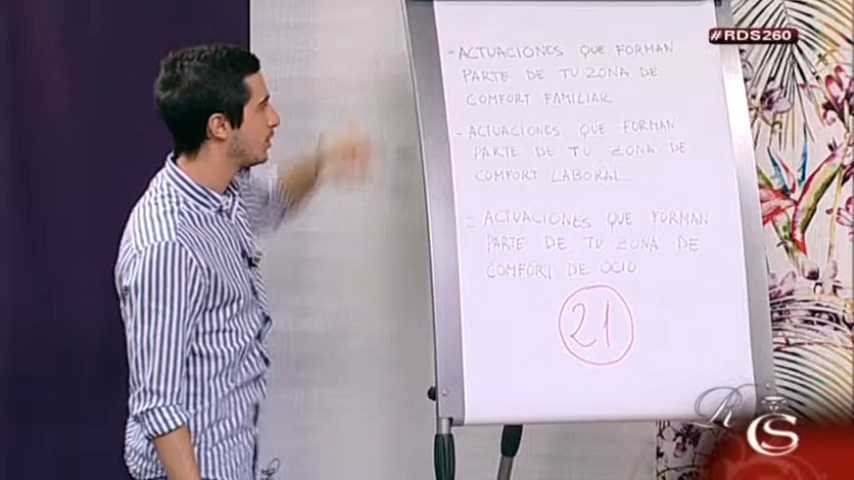 #RDS260
- ACTUACIONES QUE FORMAN
PARTE DE TU ZONA DE
COMFORT FAMILIAR
- ACTUACIONES QUE FORMAN
PARTE DE TU ZONA DE
COMFORT LABORAL
= ACTUACIONES QUE FORMAN
PARTE DE TU ZONA DE
COMFORT DE OCIO
21
R
CS